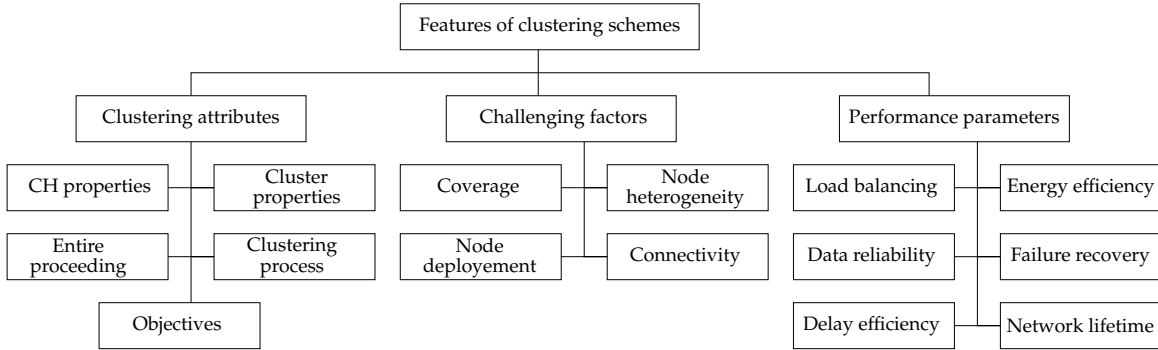 Features of clustering schemes
Clustering attributes
Challenging factors
Performance parameters
CH properties
Cluster
properties
Coverage
Node
heterogeneity
Load balancing
Energy efficiency
Entire
proceeding
Clustering
process
Node
deployement
Connectivity
Data reliability
Failure recovery
Objectives
Delay efficiency
Network lifetime